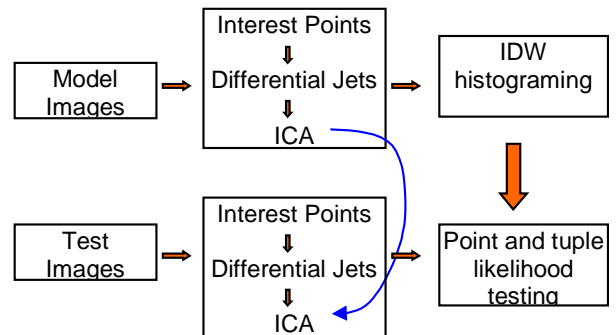 Model
Images
Interest Points
Differential Jets
ICA
IDW
histograming
Test
Images
Interest Points
Differential Jets
ICA
Point and tuple
likelihood
testing